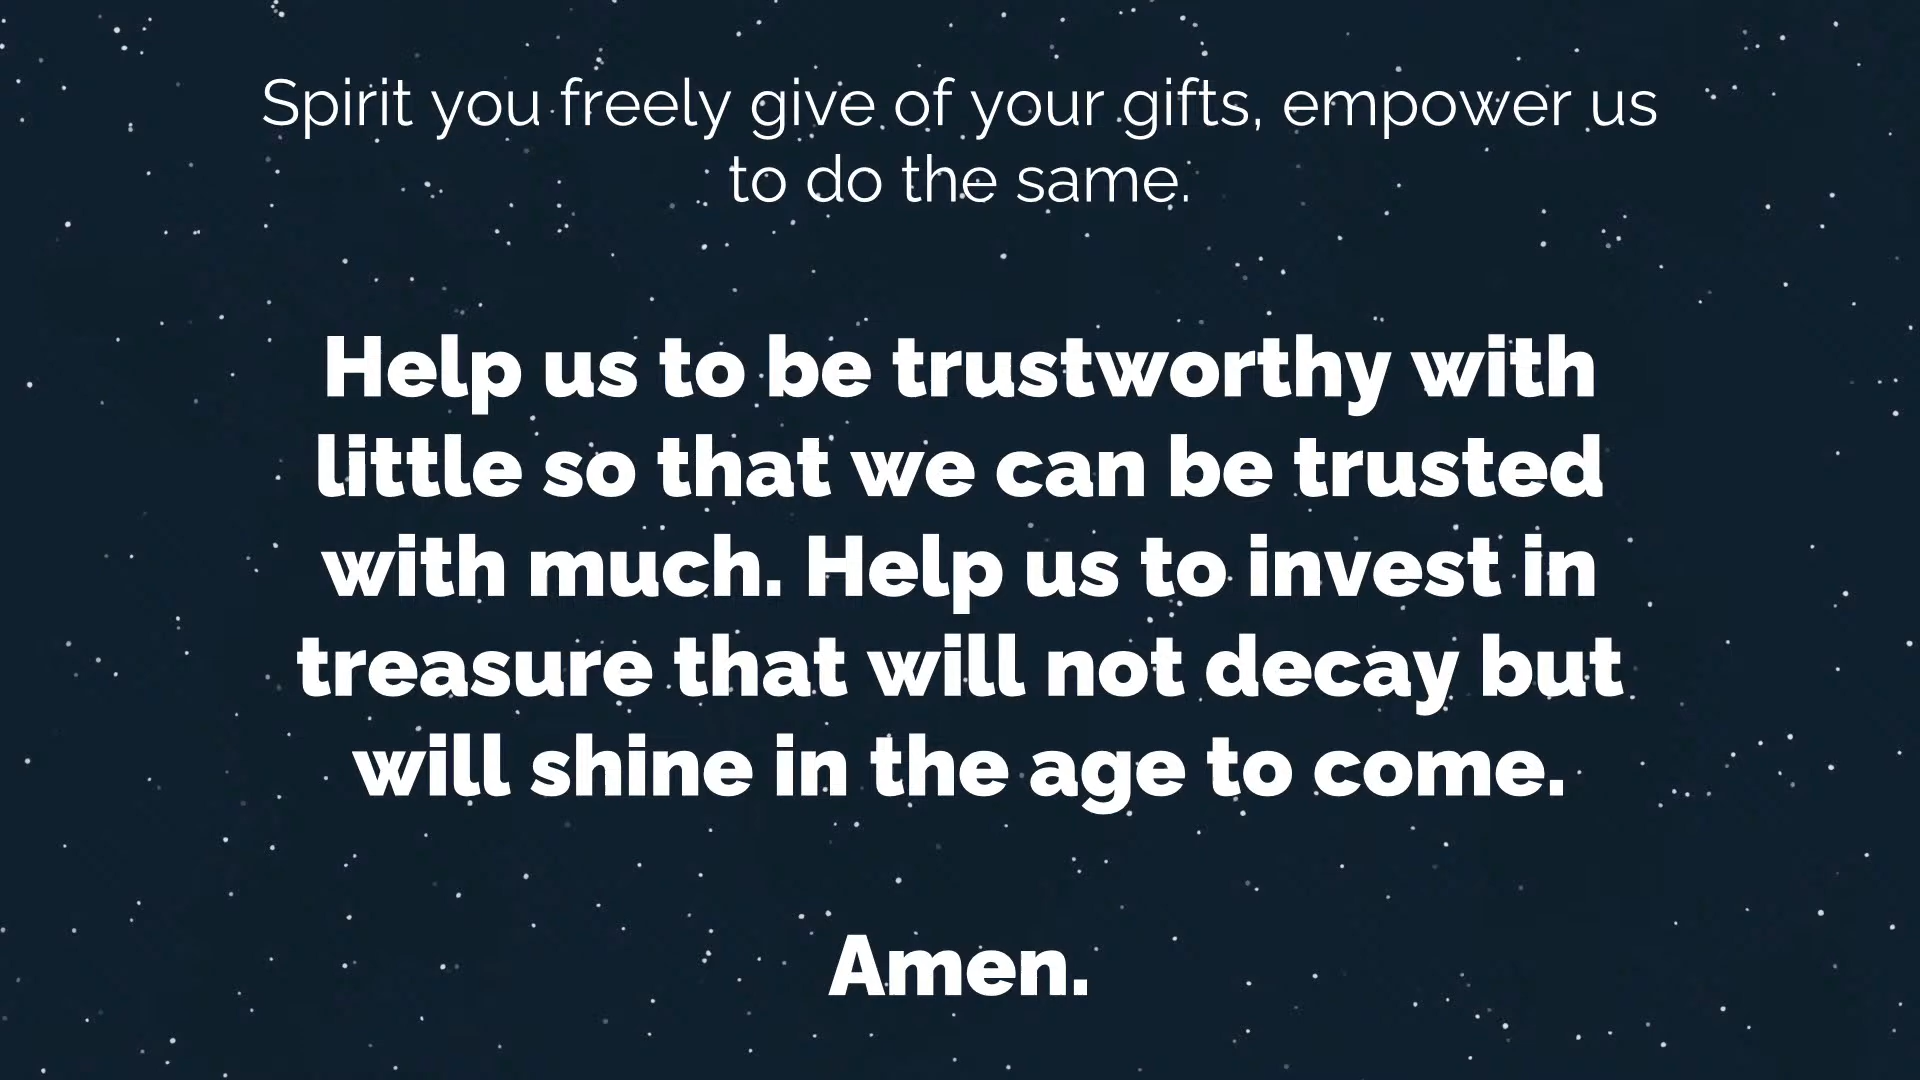 Spirit you freely give of your gifts, empower us
to do the same.
Help us to be trustworthy with
little so that we can be trusted
with much. Help us to invest in
treasure that will not decay but
will shine in the age to come.
Amen.